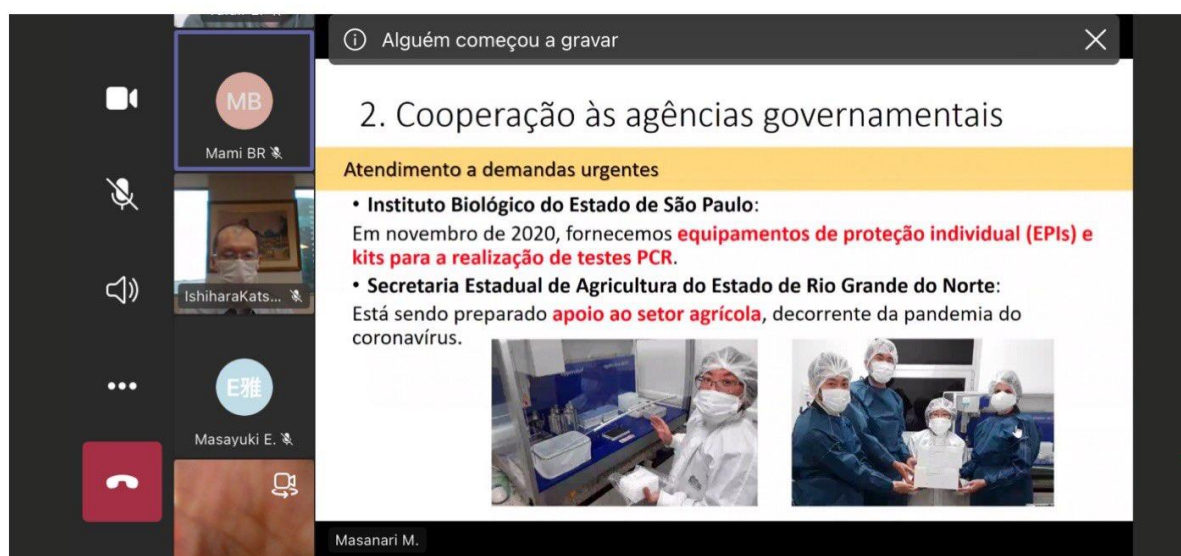 Alguém começou a gravar
MB
Mami BR
IshiharaKats...
E雅
Masayuki E.
2. Cooperação às agências governamentais
Atendimento a demandas urgentes
• Instituto Biológico do Estado de São Paulo:
Em novembro de 2020, fornecemos equipamentos de proteção individual (EPIs) e
kits para a realização de testes PCR.
• Secretaria Estadual de Agricultura do Estado de Rio Grande do Norte:
Está sendo preparado apoio ao setor agrícola, decorrente da pandemia do
coronavírus.
Masanari M.